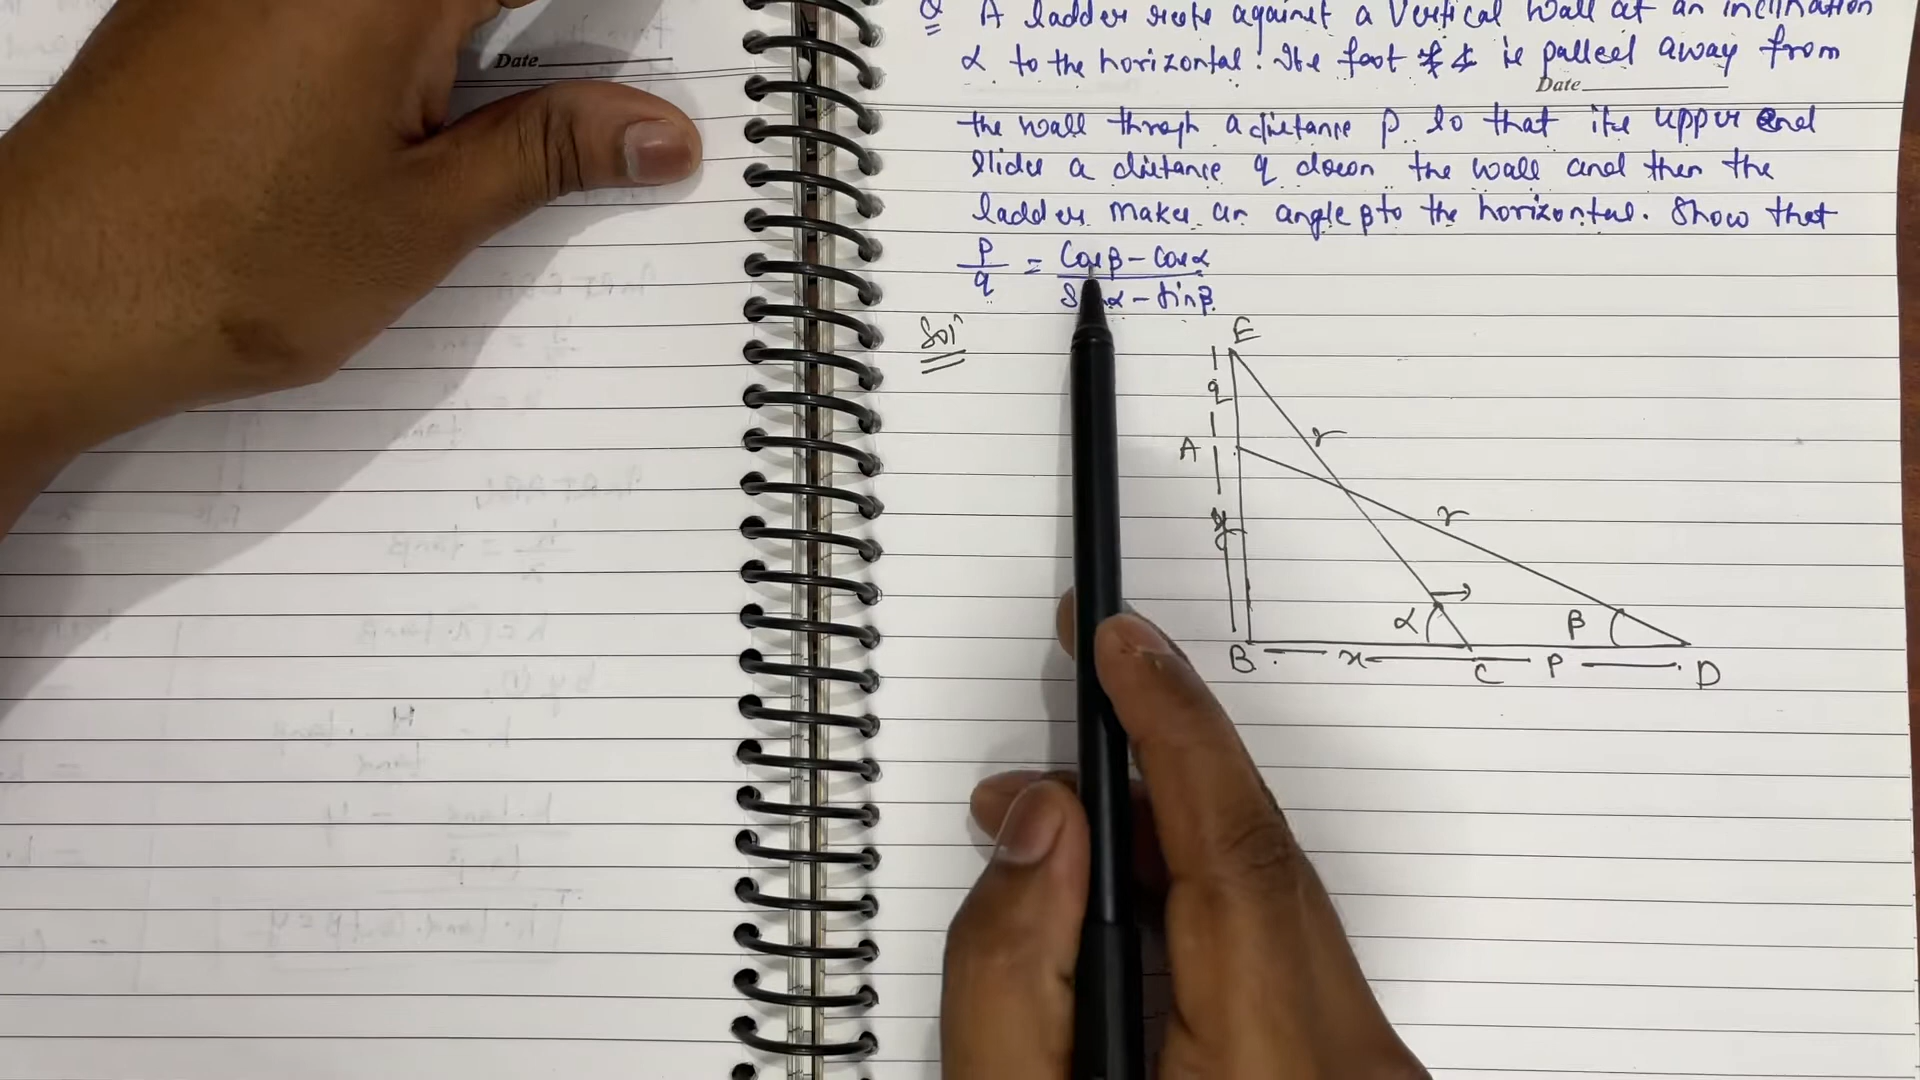 Date
Q A ladder rests against a Vertical wall at an inclination
α to the horizontal. Its foot is pulled away from
Date
the wall through a distance p so that its upper end
slides a distance q down the wall and then the
ladder makes an angle β to the horizontal. Show that
p/q = Cosβ - Cosα / Sinα - Sinβ.
Solⁿ
E
q
A
r
r
y
α
β
B x C P D